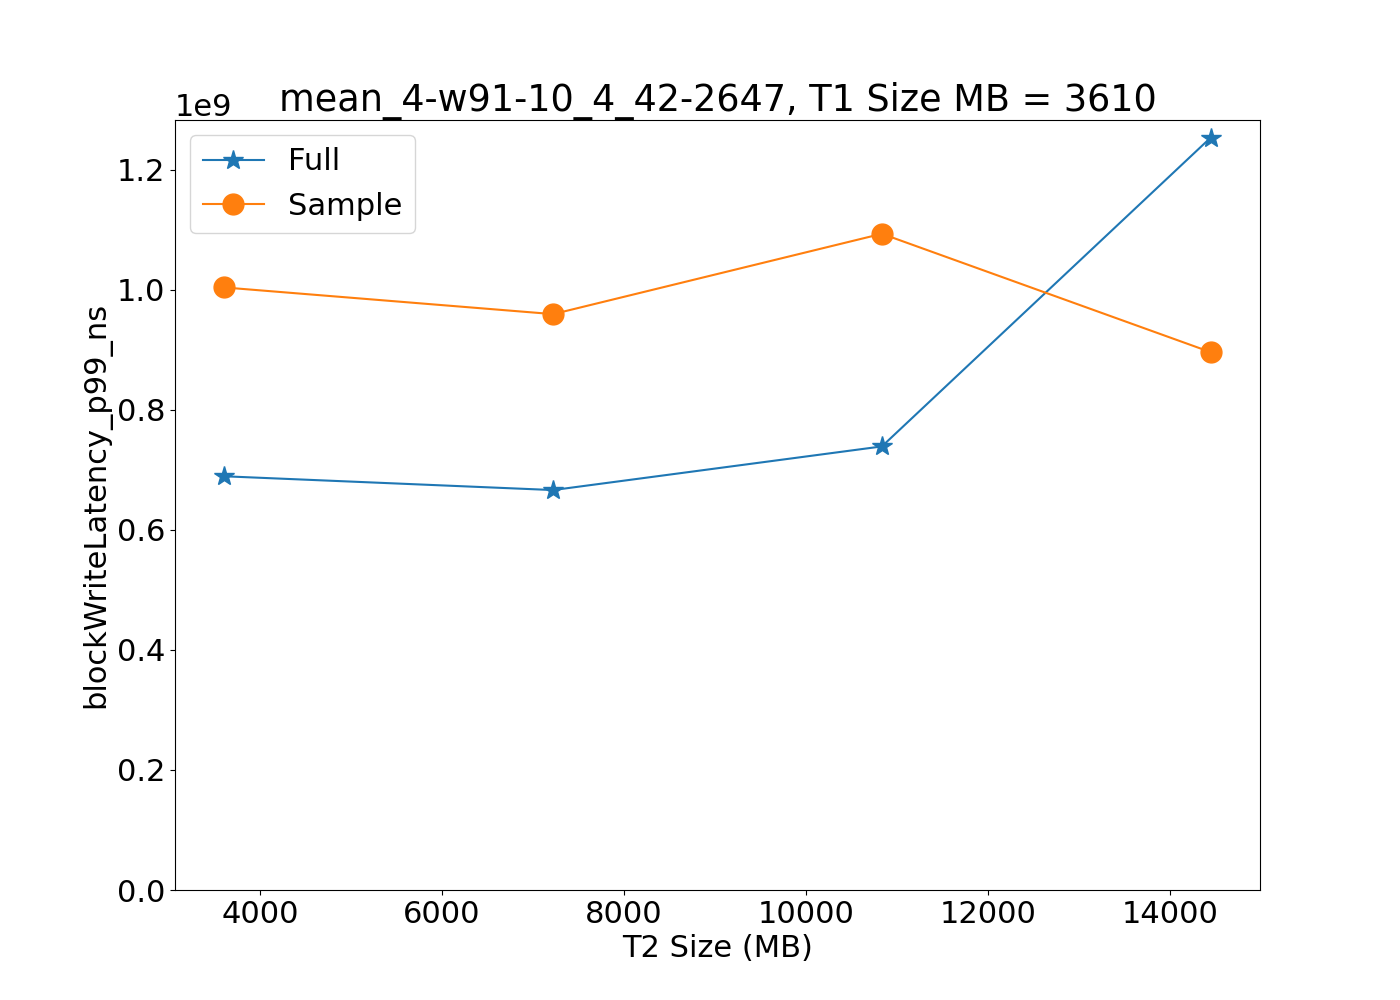 mean_4-w91-10_4_42-2647, T1 Size MB = 3610
1e9
Full
Sample
1.2
1.0
0.8
0.6
0.4
0.2
0.0
blockWriteLatency_p99_ns
4000 6000 8000 10000 12000 14000
T2 Size (MB)